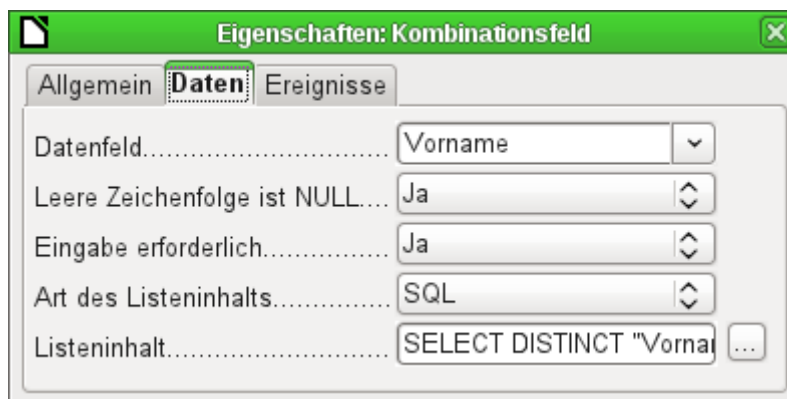 Eigenschaften: Kombinationsfeld
Allgemein Daten Ereignisse
Datenfeld.............................. Vorname
Leere Zeichenfolge ist NULL.... Ja
Eingabe erforderlich................ Ja
Art des Listeninhalts............... SQL
Listeninhalt............................ SELECT DISTINCT "Vornar ...